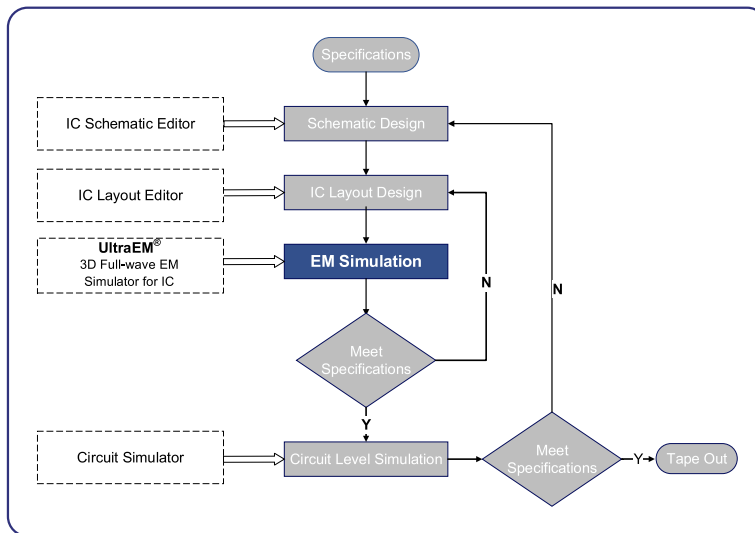 Specifications
IC Schematic Editor
Schematic Design
IC Layout Editor
IC Layout Design
UltraEM®
3D Full-wave EM
Simulator for IC
EM Simulation
N
N
Meet
Specifications
Y
Circuit Simulator
Circuit Level Simulation
Meet
Specifications
Y
Tape Out